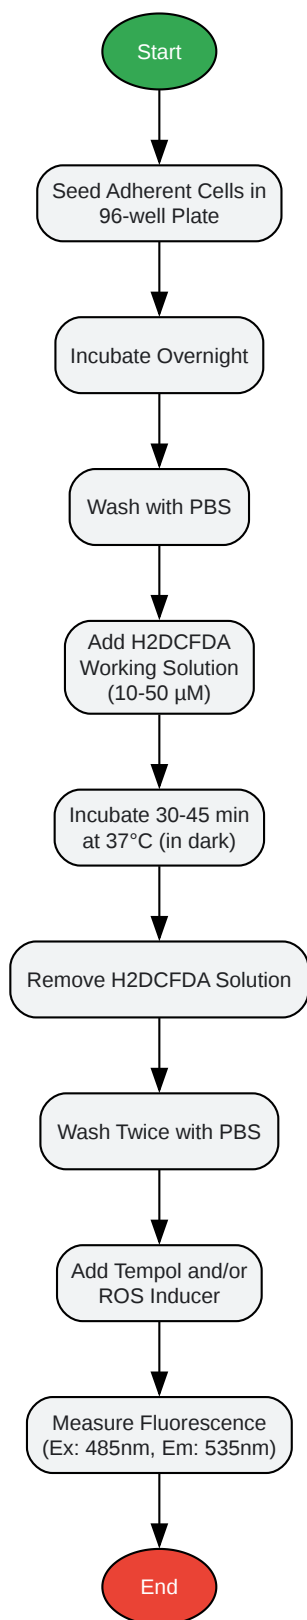 Start
Seed Adherent Cells in
96-well Plate
Incubate Overnight
Wash with PBS
Add H2DCFDA
Working Solution
(10-50 µM)
Incubate 30-45 min
at 37°C (in dark)
Remove H2DCFDA Solution
Wash Twice with PBS
Add Tempol and/or
ROS Inducer
Measure Fluorescence
(Ex: 485nm, Em: 535nm)
End